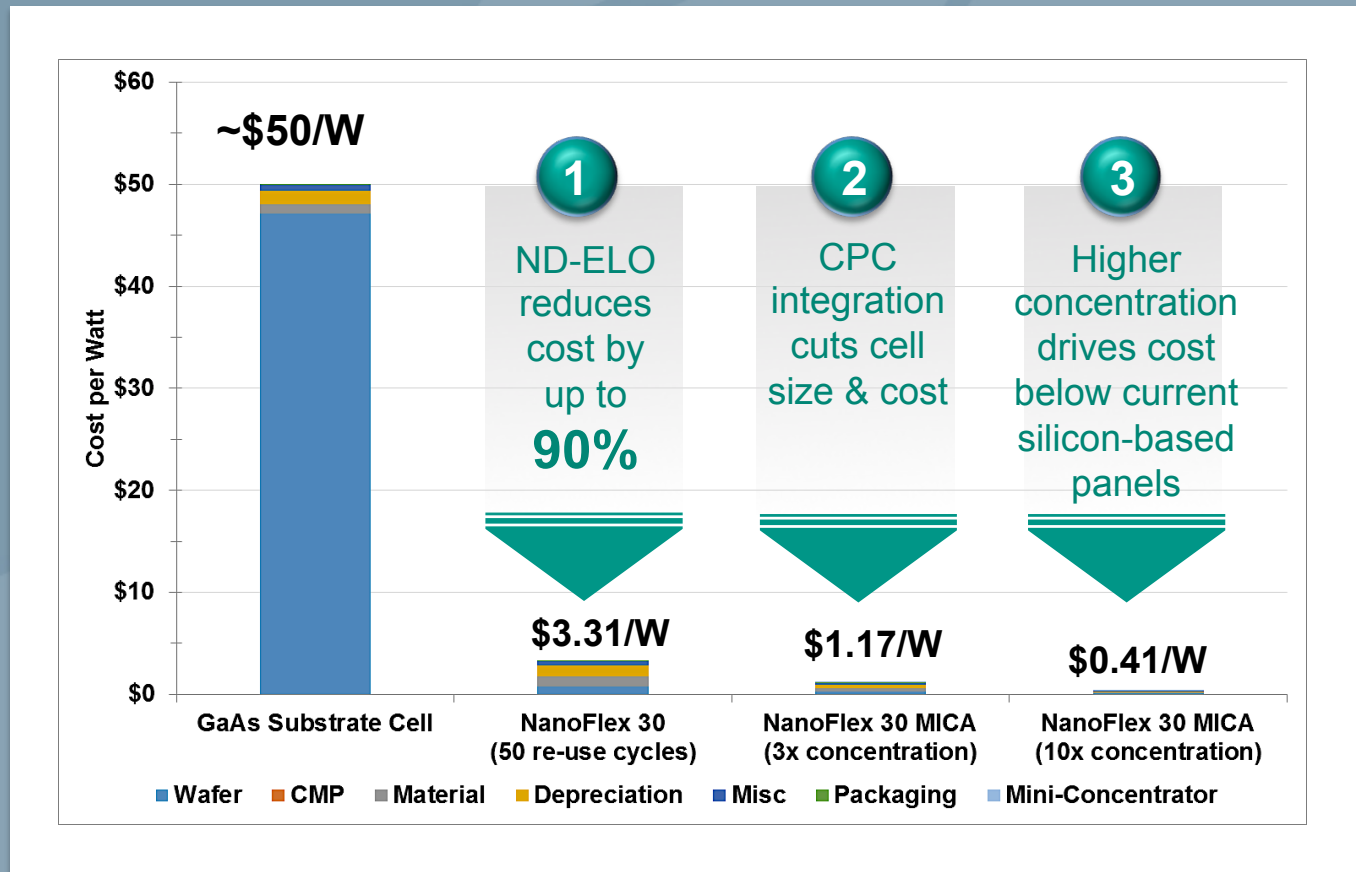 $60
$50
$40
$30
$20
$10
$0
Cost per Watt
~$50/W
1
ND-ELO
reduces
cost by
up to
90%
$3.31/W
2
CPC
integration
cuts cell
size & cost
$1.17/W
3
Higher
concentration
drives cost
below current
silicon-based
panels
$0.41/W
GaAs Substrate Cell
NanoFlex 30
(50 re-use cycles)
NanoFlex 30 MICA
(3x concentration)
NanoFlex 30 MICA
(10x concentration)
Wafer CMP Material Depreciation Misc Packaging Mini-Concentrator